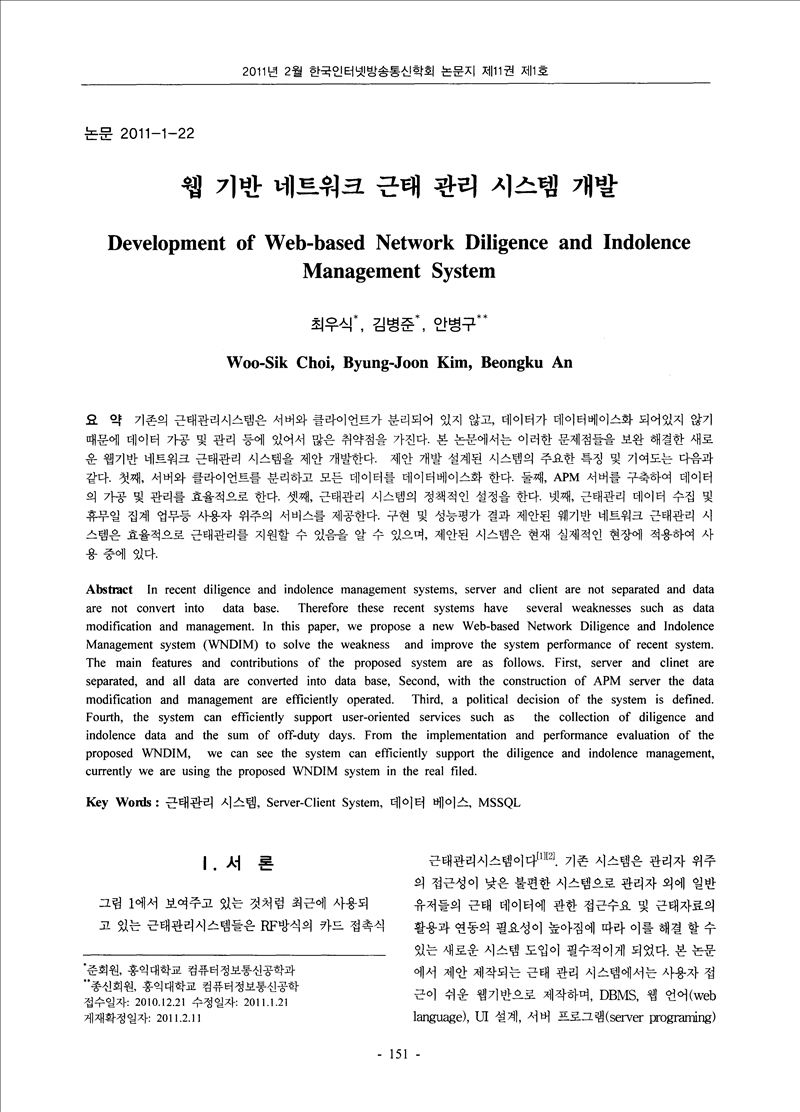 2011년 2월 한국인터넷방송통신학회 논문지 제11권 제1호
논문 2011-1-22
웹 기반 네트워크 근태 관리 시스템 개발
Development of Web-based Network Diligence and Indolence
Management System
최우식*, 김병준*, 안병구**
Woo-Sik Choi, Byung-Joon Kim, Beongku An
요 약 기존의 근태관리시스템은 서버와 클라이언트가 분리되어 있지 않고, 데이터가 데이터베이스화 되어있지 않기
때문에 데이터 가공 및 관리 등에 있어서 많은 취약점을 가진다. 본 논문에서는 이러한 문제점들을 보완 해결한 새로
운 웹기반 네트워크 근태관리 시스템을 제안 개발한다. 제안 개발 설계된 시스템의 주요한 특징 및 기여도는 다음과
같다. 첫째, 서버와 클라이언트를 분리하고 모든 데이터를 데이터베이스화 한다. 둘째, APM 서버를 구축하여 데이터
의 가공 및 관리를 효율적으로 한다. 셋째, 근태관리 시스템의 정책적인 설정을 한다. 넷째, 근태관리 데이터 수집 및
휴무일 집계 업무등 사용자 위주의 서비스를 제공한다. 구현 및 성능평가 결과 제안된 웨기반 네트워크 근태관리 시
스템은 효율적으로 근태관리를 지원할 수 있음을 알 수 있으며, 제안된 시스템은 현재 실제적인 현장에 적용하여 사
용 중에 있다.
Abstract In recent diligence and indolence management systems, server and client are not separated and data
are not convert into data base. Therefore these recent systems have several weaknesses such as data
modification and management. In this paper, we propose a new Web-based Network Diligence and Indolence
Management system (WNDIM) to solve the weakness and improve the system performance of recent system.
The main features and contributions of the proposed system are as follows. First, server and clinet are
separated, and all data are converted into data base, Second, with the construction of APM server the data
modification and management are efficiently operated. Third, a political decision of the system is defined.
Fourth, the system can efficiently support user-oriented services such as the collection of diligence and
indolence data and the sum of off-duty days. From the implementation and performance evaluation of the
proposed WNDIM, we can see the system can efficiently support the diligence and indolence management,
currently we are using the proposed WNDIM system in the real filed.
Key Words : 근태관리 시스템, Server-Client System, 데이터 베이스, MSSQL
Ⅰ. 서 론
그림 1에서 보여주고 있는 것처럼 최근에 사용되
고 있는 근태관리시스템들은 RF방식의 카드 접촉식
*준회원, 홍익대학교 컴퓨터정보통신공학과
**종신회원, 홍익대학교 컴퓨터정보통신공학
접수일자: 2010.12.21 수정일자: 2011.1.21
게재확정일자: 2011.2.11
근태관리시스템이다[1][2]. 기존 시스템은 관리자 위주
의 접근성이 낮은 불편한 시스템으로 관리자 외에 일반
유저들의 근태 데이터에 관한 접근수요 및 근태자료의
활용과 연동의 필요성이 높아짐에 따라 이를 해결 할 수
있는 새로운 시스템 도입이 필수적이게 되었다. 본 논문
에서 제안 제작되는 근태 관리 시스템에서는 사용자 접
근이 쉬운 웹기반으로 제작하며, DBMS, 웹 언어(web
language), UI 설계, 서버 프로그램(server programing)
- 151 -